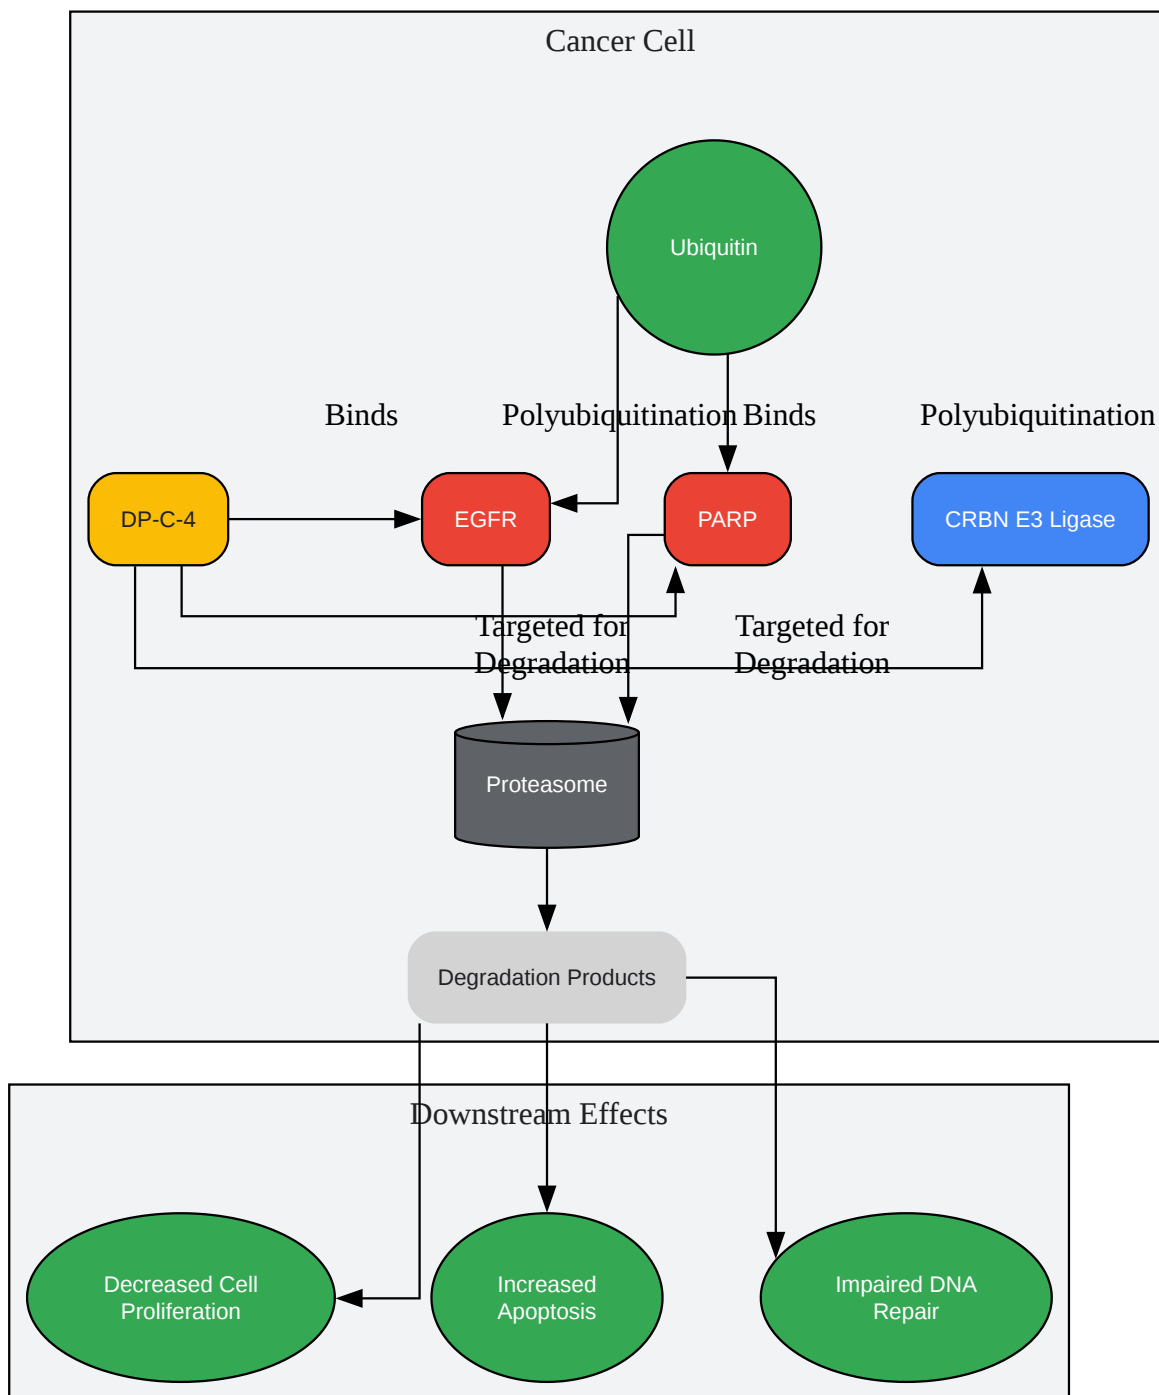 Cancer Cell
Ubiquitin
Binds
Polyubiquitination
Binds
Polyubiquitination
DP-C-4
EGFR
PARP
CRBN E3 Ligase
Targeted for
Degradation
Targeted for
Degradation
Proteasome
Degradation Products
Downstream Effects
Decreased Cell
Proliferation
Increased
Apoptosis
Impaired DNA
Repair